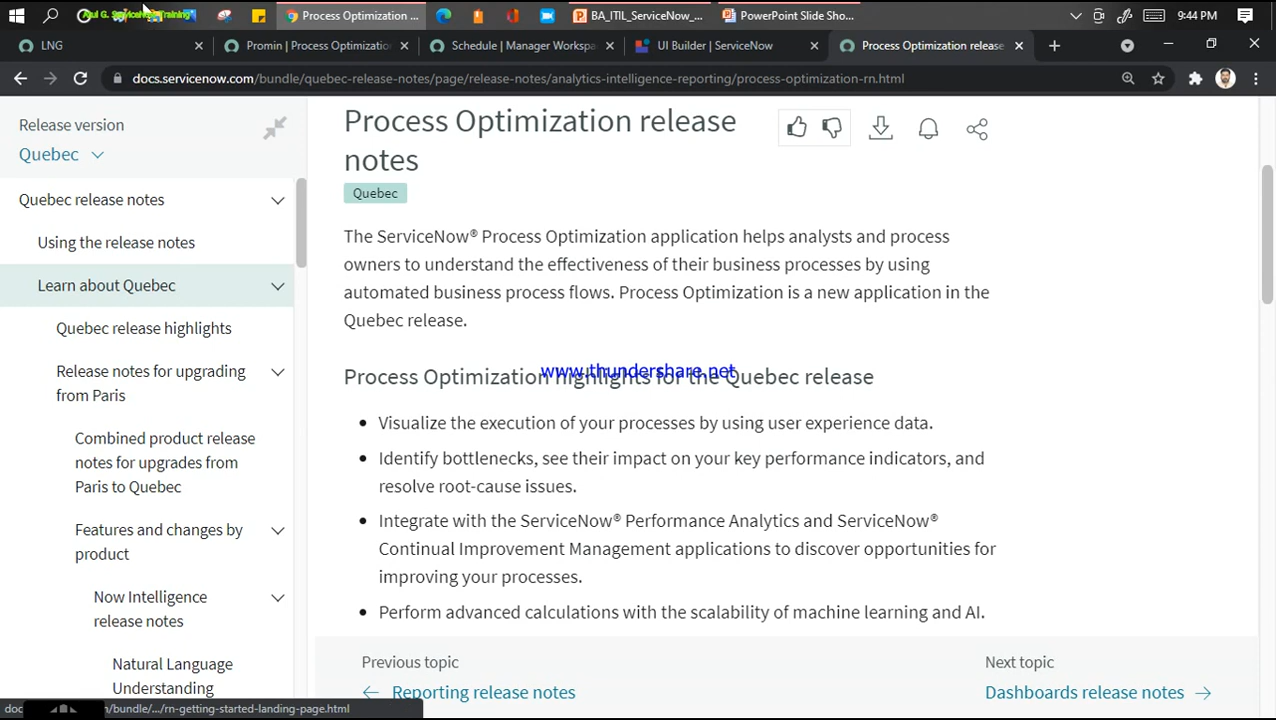 Process Optimization ...
BA_ITIL_ServiceNow_...
PowerPoint Slide Sho...
9:44 PM
LNG
Promin | Process Optimizatio
Schedule | Manager Workspa
UI Builder | ServiceNow
Process Optimization release
docs.servicenow.com/bundle/quebec-release-notes/page/release-notes/analytics-intelligence-reporting/process-optimization-rn.html
Release version
Quebec
Quebec release notes
Using the release notes
Learn about Quebec
Quebec release highlights
Release notes for upgrading
from Paris
Combined product release
notes for upgrades from
Paris to Quebec
Features and changes by
product
Now Intelligence
release notes
Natural Language
Understanding
Process Optimization release
notes
Quebec
The ServiceNow® Process Optimization application helps analysts and process
owners to understand the effectiveness of their business processes by using
automated business process flows. Process Optimization is a new application in the
Quebec release.
www.thundershare.net
Process Optimization highlights for the Quebec release
• Visualize the execution of your processes by using user experience data.
• Identify bottlenecks, see their impact on your key performance indicators, and
resolve root-cause issues.
• Integrate with the ServiceNow® Performance Analytics and ServiceNow®
Continual Improvement Management applications to discover opportunities for
improving your processes.
• Perform advanced calculations with the scalability of machine learning and AI.
Previous topic
Reporting release notes
Next topic
Dashboards release notes
doc
n/bundle/.../rn-getting-started-landing-page.html